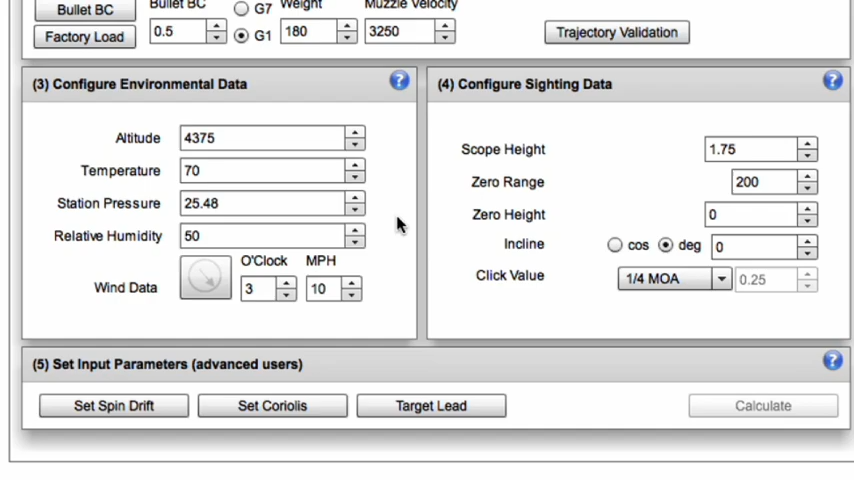 Bullet BC
Bullet BC
G7
Weight
Muzzle Velocity
Factory Load
0.5
G1
180
3250
Trajectory Validation
(3) Configure Environmental Data
?
Altitude 4375
Temperature 70
Station Pressure 25.48
Relative Humidity 50
O'Clock MPH
Wind Data 3 10
(4) Configure Sighting Data
?
Scope Height 1.75
Zero Range 200
Zero Height 0
Incline cos deg 0
Click Value 1/4 MOA 0.25
(5) Set Input Parameters (advanced users)
?
Set Spin Drift Set Coriolis Target Lead Calculate